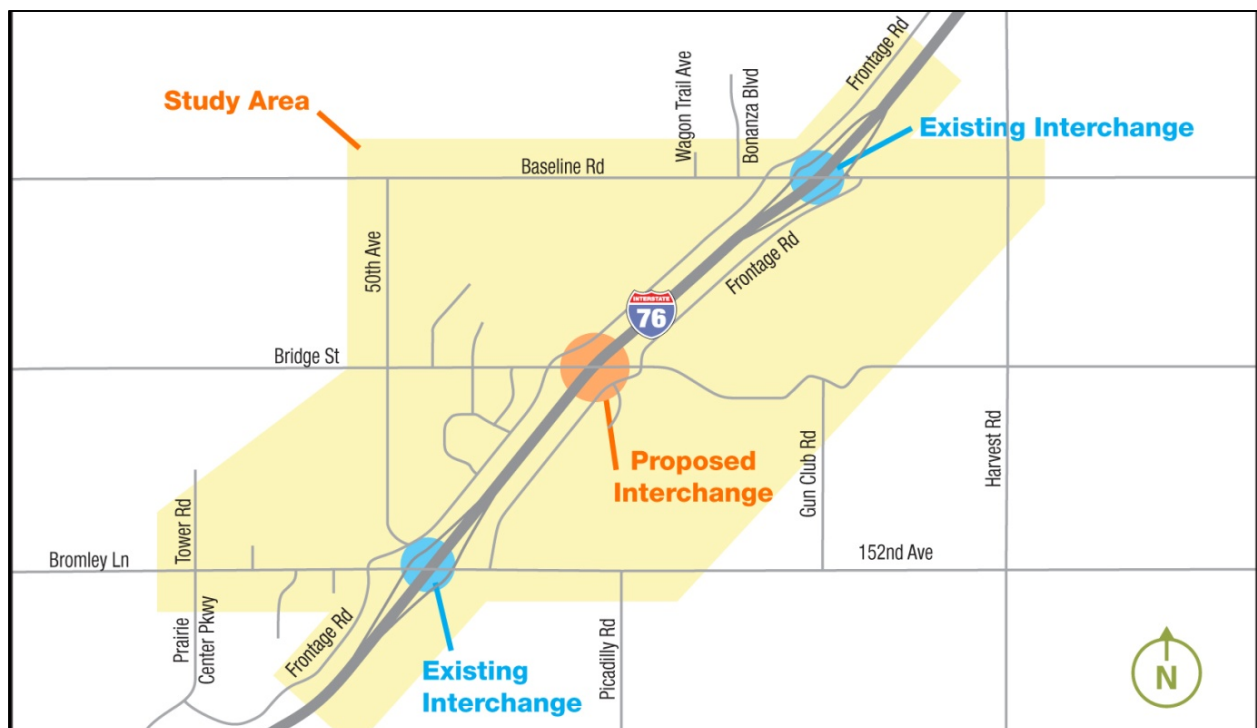 Study Area
Wagon Trail Ave
Bonanza Blvd
Frontage Rd
Existing Interchange
Baseline Rd
50th Ave
Frontage Rd
INTERSTATE
76
Bridge St
Proposed
Interchange
Gun Club Rd
Harvest Rd
Tower Rd
Bromley Ln
152nd Ave
Prairie
Center Pkwy
Frontage Rd
Existing
Interchange
Picadilly Rd
N